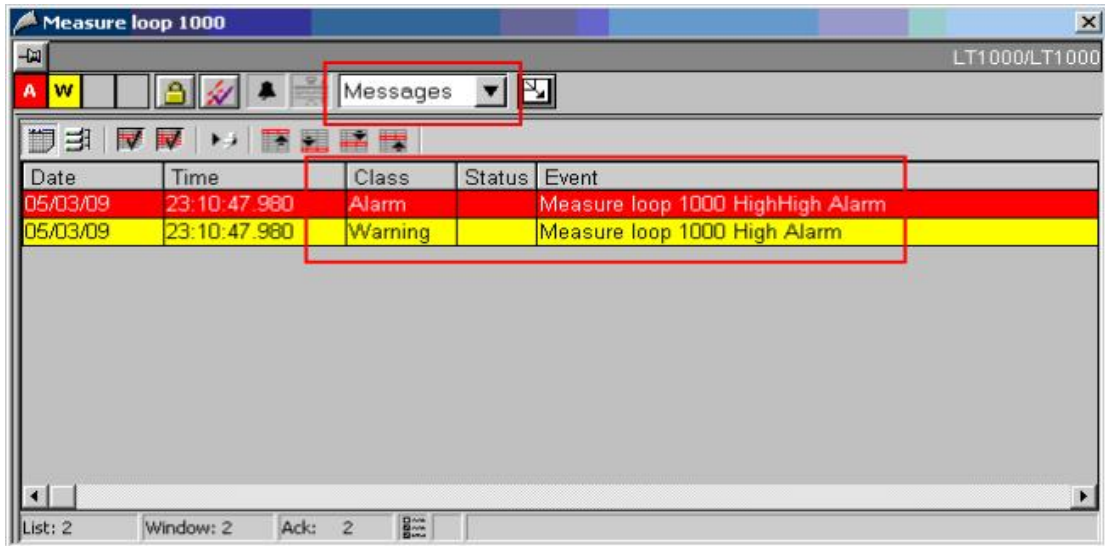 Measure loop 1000
LT1000/LT1000
A W Messages
Date Time Class Status Event
05/03/09 23:10:47.980 Alarm Measure loop 1000 HighHigh Alarm
05/03/09 23:10:47.980 Warning Measure loop 1000 High Alarm
List: 2 Window: 2 Ack: 2